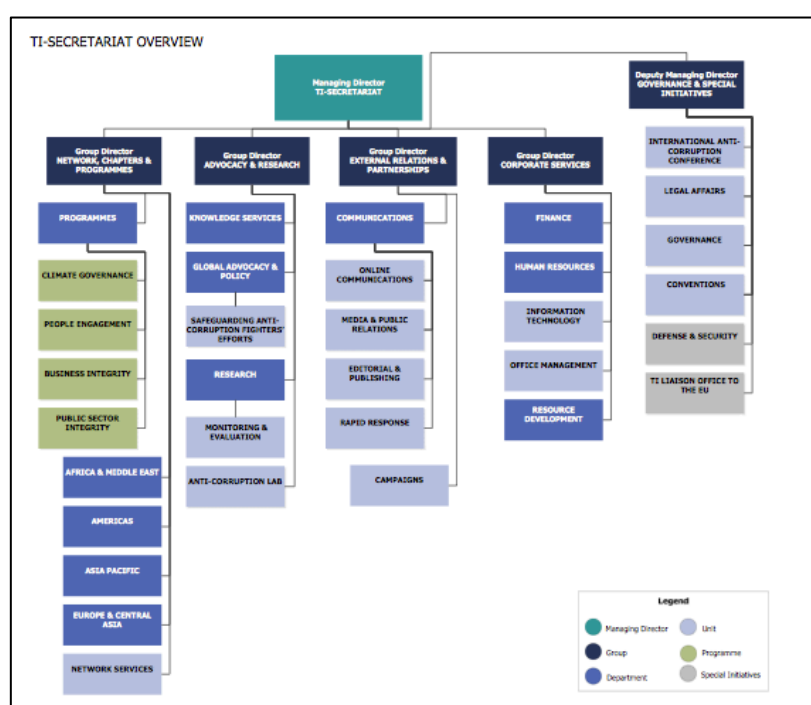 TI-SECRETARIAT OVERVIEW
Managing Director
TI-SECRETARIAT
Deputy Managing Director
GOVERNANCE & SPECIAL
INITIATIVES
Group Director
NETWORK, CHAPTERS &
PROGRAMMES
Group Director
ADVOCACY & RESEARCH
Group Director
EXTERNAL RELATIONS &
PARTNERSHIPS
Group Director
CORPORATE SERVICES
PROGRAMMES
CLIMATE GOVERNANCE
PEOPLE ENGAGEMENT
BUSINESS INTEGRITY
PUBLIC SECTOR
INTEGRITY
AFRICA & MIDDLE EAST
AMERICAS
ASIA PACIFIC
EUROPE & CENTRAL
ASIA
NETWORK SERVICES
KNOWLEDGE SERVICES
GLOBAL ADVOCACY &
POLICY
SAFEGUARDING ANTI-
CORRUPTION FIGHTERS'
EFFORTS
RESEARCH
MONITORING
& EVALUATION
ANTI-CORRUPTION LAB
COMMUNICATIONS
ONLINE
COMMUNICATIONS
MEDIA & PUBLIC
RELATIONS
EDITORIAL &
PUBLISHING
RAPID RESPONSE
CAMPAIGNS
FINANCE
HUMAN RESOURCES
INFORMATION
TECHNOLOGY
OFFICE MANAGEMENT
RESOURCE
DEVELOPMENT
INTERNATIONAL ANTI-
CORRUPTION
CONFERENCE
LEGAL AFFAIRS
GOVERNANCE
CONVENTIONS
DEFENSE & SECURITY
TI LIAISON OFFICE TO
THE EU
Legend
Managing Director
Unit
Group
Programme
Department
Special Initiatives